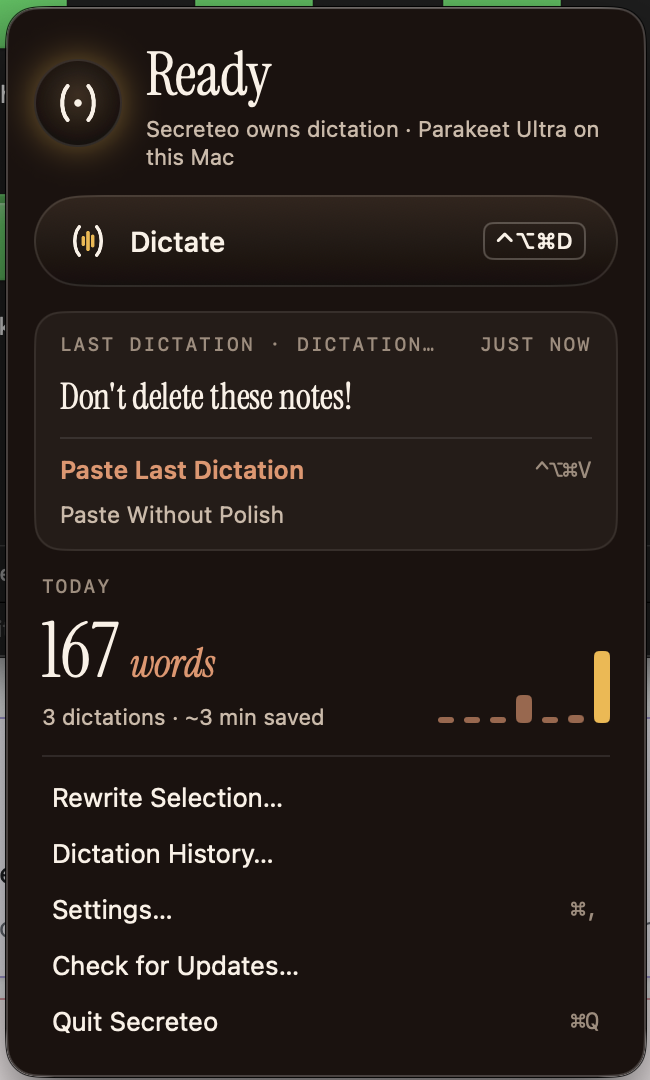 Ready
Secreteo owns dictation · Parakeet Ultra on
this Mac
Dictate ^⌥⌘D
LAST DICTATION · DICTATION… JUST NOW
Don't delete these notes!
Paste Last Dictation ^⌥⌘V
Paste Without Polish
TODAY
167 words
3 dictations · ~3 min saved
Rewrite Selection...
Dictation History...
Settings... ⌘,
Check for Updates...
Quit Secreteo ⌘Q